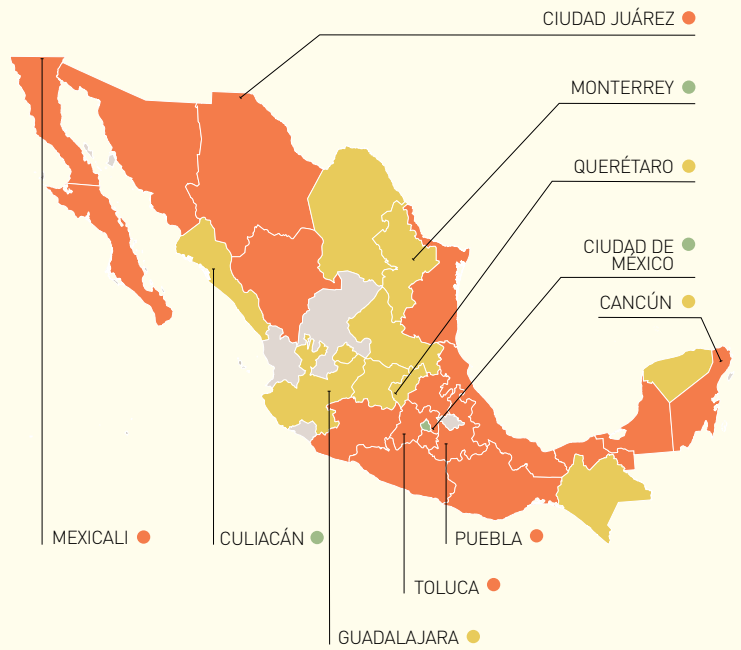 CIUDAD JUÁREZ
MONTERREY
QUERÉTARO
CIUDAD DE
MÉXICO
CANCÚN
MEXICALI
CULIACÁN
PUEBLA
TOLUCA
GUADALAJARA